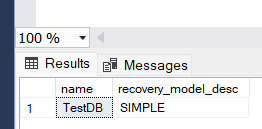 100 %
Results Messages
name recovery_model_desc
1 TestDB SIMPLE